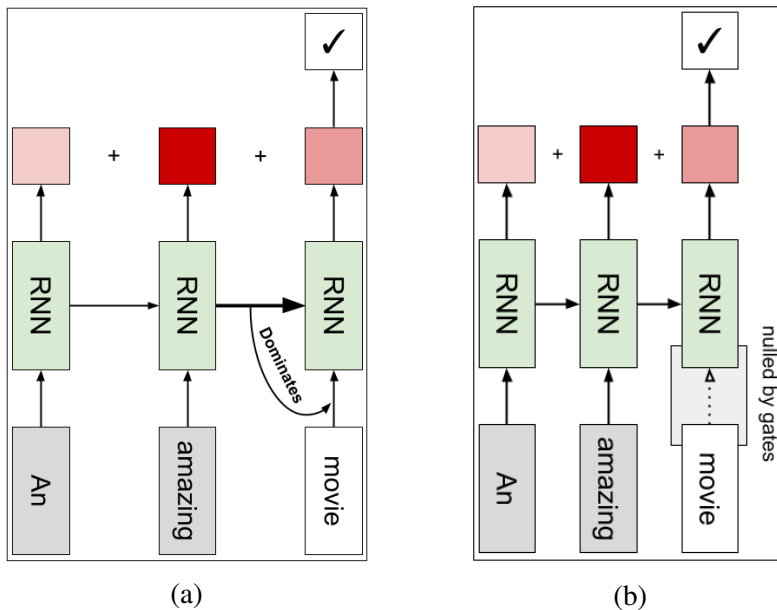 ✓
+
+
RNN
RNN
RNN
Dominates
An
amazing
movie
(a)
✓
+
+
RNN
RNN
RNN
nulled by gates
An
amazing
movie
(b)